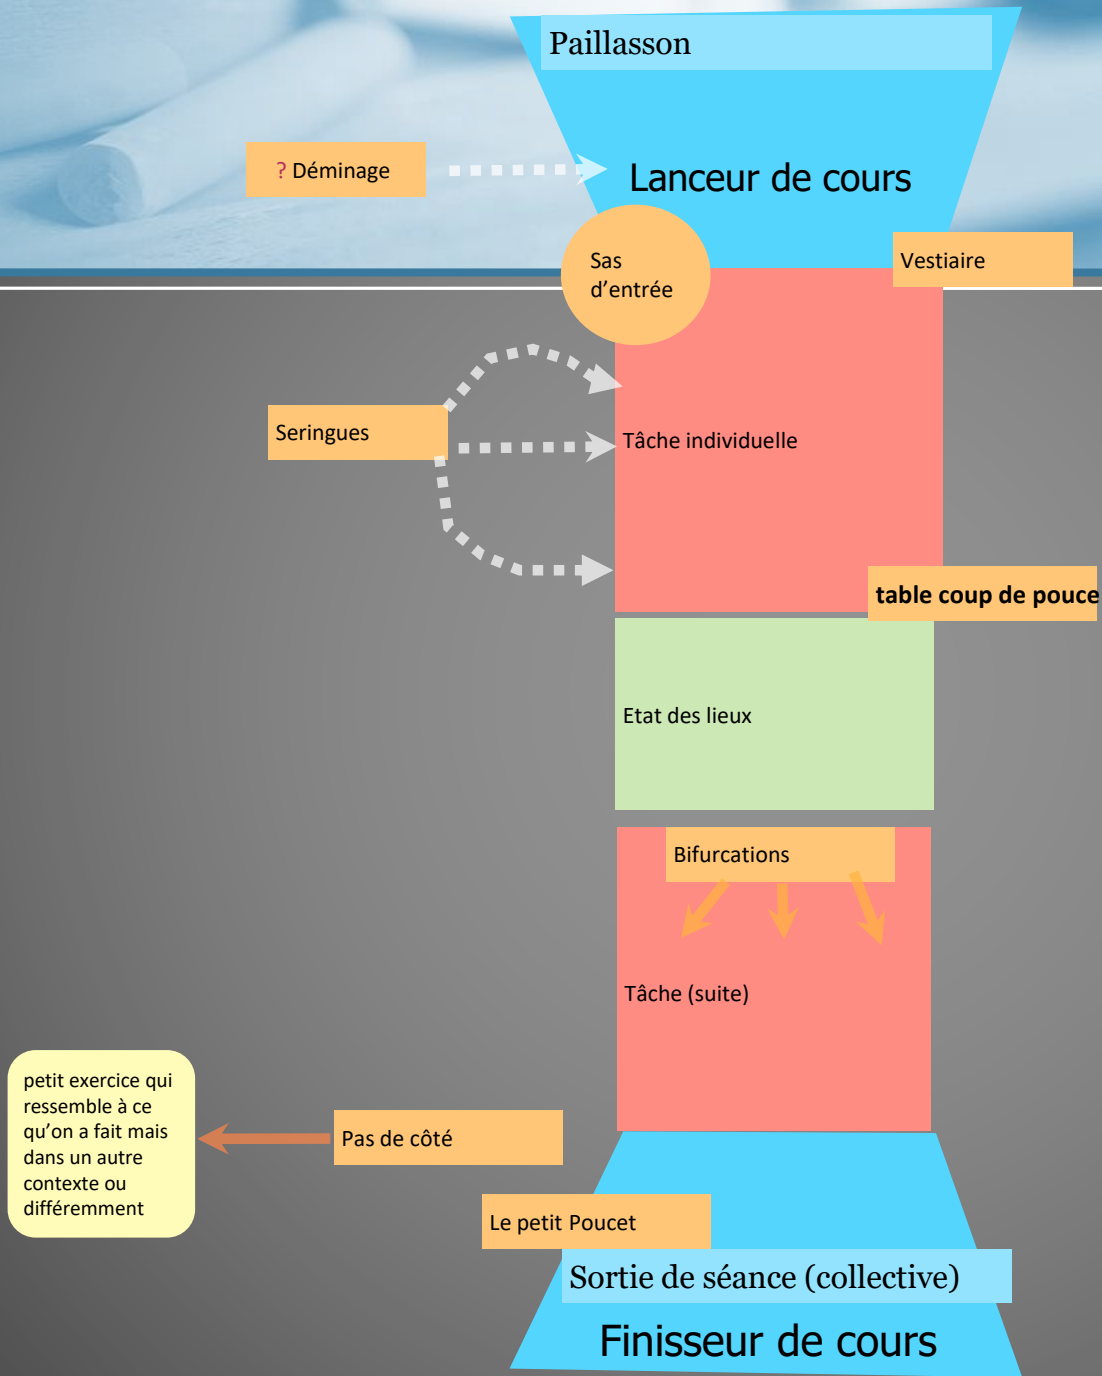 Paillasson
? Déminage
Lanceur de cours
Sas
d’entrée
Vestiaire
Seringues
Tâche individuelle
table coup de pouce
Etat des lieux
Bifurcations
Tâche (suite)
petit exercice qui
ressemble à ce
qu’on a fait mais
dans un autre
contexte ou
différemment
Pas de côté
Le petit Poucet
Sortie de séance (collective)
Finisseur de cours